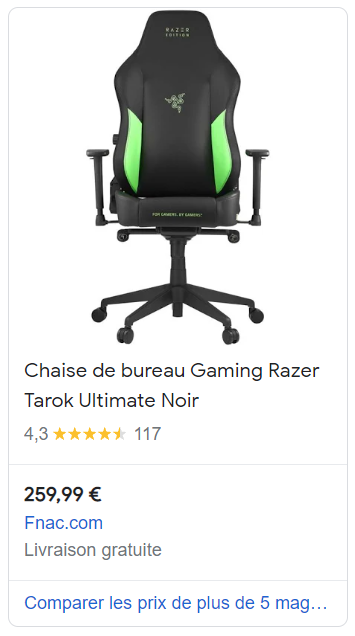 RAZER
EDITION
FOR GAMERS. BY GAMERS.
Chaise de bureau Gaming Razer
Tarok Ultimate Noir
4,3 117
259,99 €
Fnac.com
Livraison gratuite
Comparer les prix de plus de 5 mag…